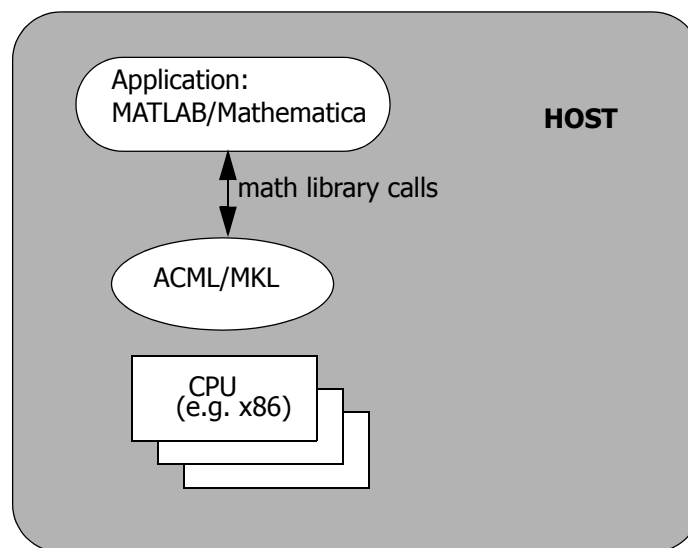 Application:
MATLAB/Mathematica
HOST
math library calls
ACML/MKL
CPU
(e.g. x86)